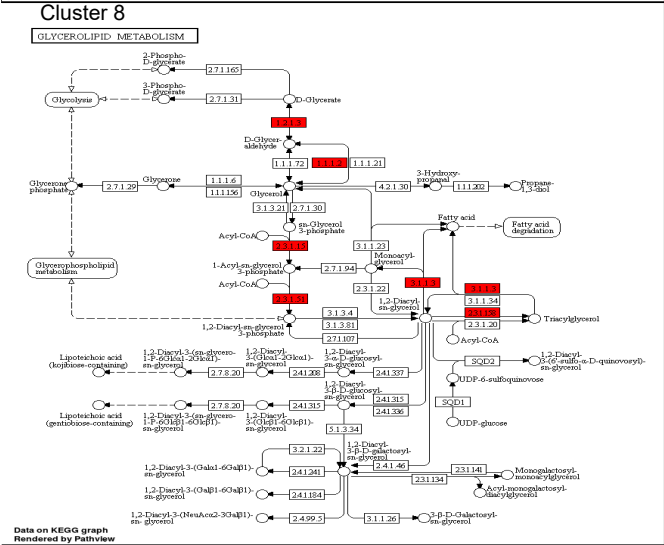 Cluster 8
GLYCEROLIPID METABOLISM
2-Phospho-
D-glycerate
2.7.1.165
3-Phospho-
D-glycerate
Glycolysis
2.7.1.31
D-Glycerate
1.2.1.3
D-Glycer-
aldehyde
1.1.1.72
1.1.1.2
1.1.1.21
3-Hydroxy-
propanal
Glycerone
phosphate
2.7.1.29
Glycerone
1.1.1.6
1.1.1.156
Glycerol
4.2.1.30
1.1.1.202
Propane-
1,3-diol
3.1.3.21
2.7.1.30
sn-Glycerol
3-phosphate
Fatty acid
Fatty acid
degradation
Acyl-CoA
2.3.1.15
3.1.1.23
Monoacyl-
glycerol
Glycerophospholipid
metabolism
1-Acyl-sn-glycerol
3-phosphate
2.7.1.94
Acyl-CoA
2.3.1.22
3.1.1.3
3.1.1.3
2.3.1.51
1,2-Diacyl-
sn-glycerol
3.1.1.34
3.1.3.4
2.3.1.158
Triacylglycerol
1,2-Diacyl-sn-glycerol
3-phosphate
3.1.3.81
2.3.1.20
2.7.1.107
Acyl-CoA
Lipoteichoic acid
(kojibiose-containing)
1,2-Diacyl-3-(sn-glycero-
1-P-6Glcα1-2Glcα1)-
sn-glycerol
2.7.8.20
1,2-Diacyl-
3-(Glcα1-2Glcα1)-
sn-glycerol
2.4.1.208
1,2-Diacyl-
3-α-D-glucosyl-
sn-glycerol
2.4.1.337
SQD2
1,2-Diacyl-
3-(6'-sulfo-α-D-quinovosyl)-
sn-glycerol
UDP-6-sulfoquinovose
Lipoteichoic acid
(gentiobiose-containing)
1,2-Diacyl-3-(sn-glycero-
1-P-6Glcβ1-6Glcβ1)-
sn-glycerol
2.7.8.20
1,2-Diacyl-
3-(Glcβ1-6Glcβ1)-
sn-glycerol
2.4.1.315
1,2-Diacyl-
3-β-D-glucosyl-
sn-glycerol
2.4.1.315
2.4.1.336
SQD1
UDP-glucose
5.1.3.34
3.2.1.22
1,2-Diacyl-
3-β-D-galactosyl-
sn-glycerol
1,2-Diacyl-3-(Galα1-6Galβ1)-
sn-glycerol
2.4.1.241
2.4.1.46
2.3.1.141
Monogalactosyl-
monoacylglycerol
2.3.1.134
1,2-Diacyl-3-(Galβ1-6Galβ1)-
sn-glycerol
2.4.1.184
Acyl-monogalactosyl-
diacylglycerol
1,2-Diacyl-3-(NeuAcα2-3Galβ1)-
sn-glycerol
2.4.99.5
3.1.1.26
3-β-D-Galactosyl-
sn-glycerol
Data on KEGG graph
Rendered by Pathview